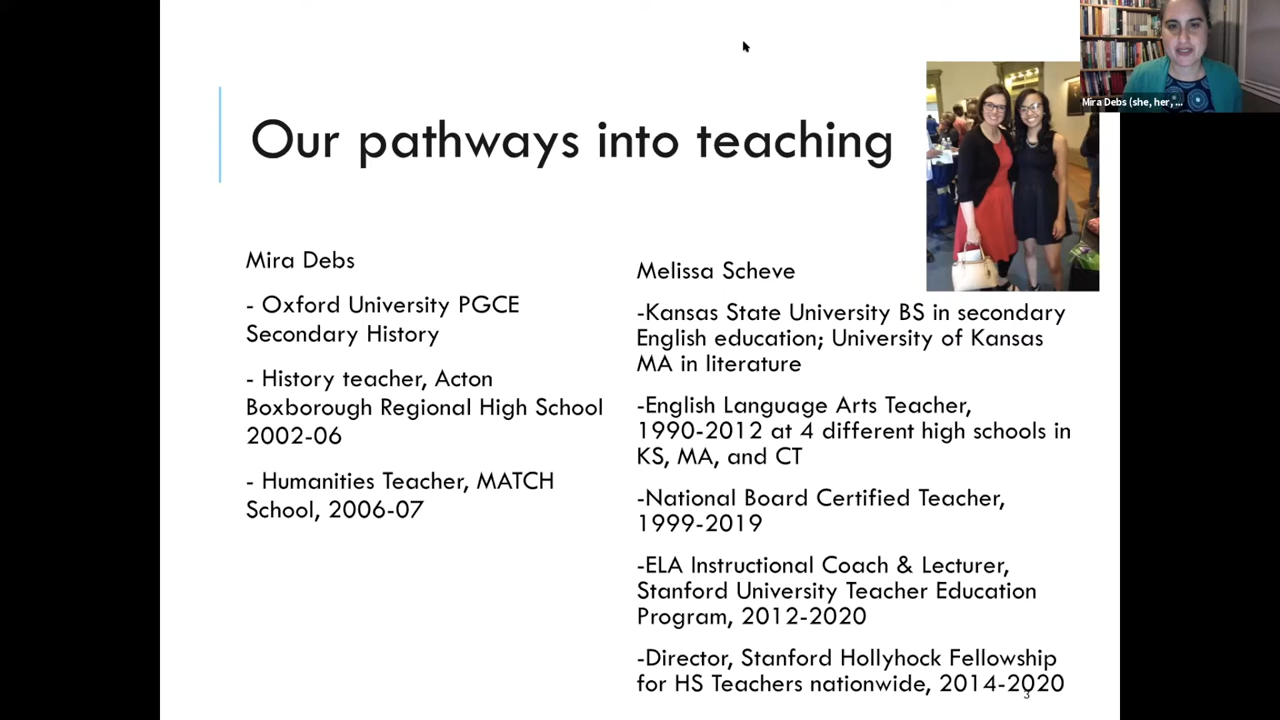 Our pathways into teaching
Mira Debs (she, her, ...
Mira Debs
- Oxford University PGCE
Secondary History
- History teacher, Acton
Boxborough Regional High School
2002-06
- Humanities Teacher, MATCH
School, 2006-07
Melissa Scheve
-Kansas State University BS in secondary
English education; University of Kansas
MA in literature
-English Language Arts Teacher,
1990-2012 at 4 different high schools in
KS, MA, and CT
-National Board Certified Teacher,
1999-2019
-ELA Instructional Coach & Lecturer,
Stanford University Teacher Education
Program, 2012-2020
-Director, Stanford Hollyhock Fellowship
for HS Teachers nationwide, 2014-2020
3